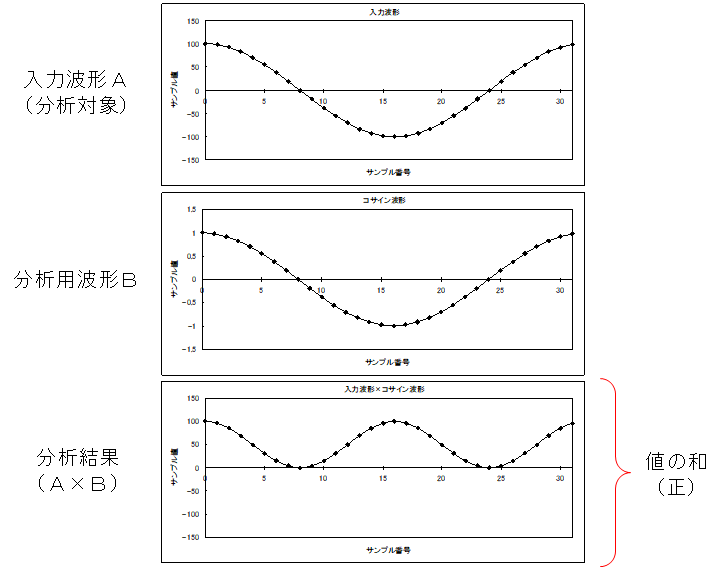 入力波形
150
100
50
0
-50
-100
-150
0
5
10
15
20
25
30
サンプル値
サンプル番号
入力波形A
(分析対象)
コサイン波形
1.5
1
0.5
0
-0.5
-1
-1.5
0
5
10
15
20
25
30
サンプル値
サンプル番号
分析用波形B
入力波形×コサイン波形
150
100
50
0
-50
-100
-150
0
5
10
15
20
25
30
サンプル値
サンプル番号
分析結果
(A×B)
値の和
(正)